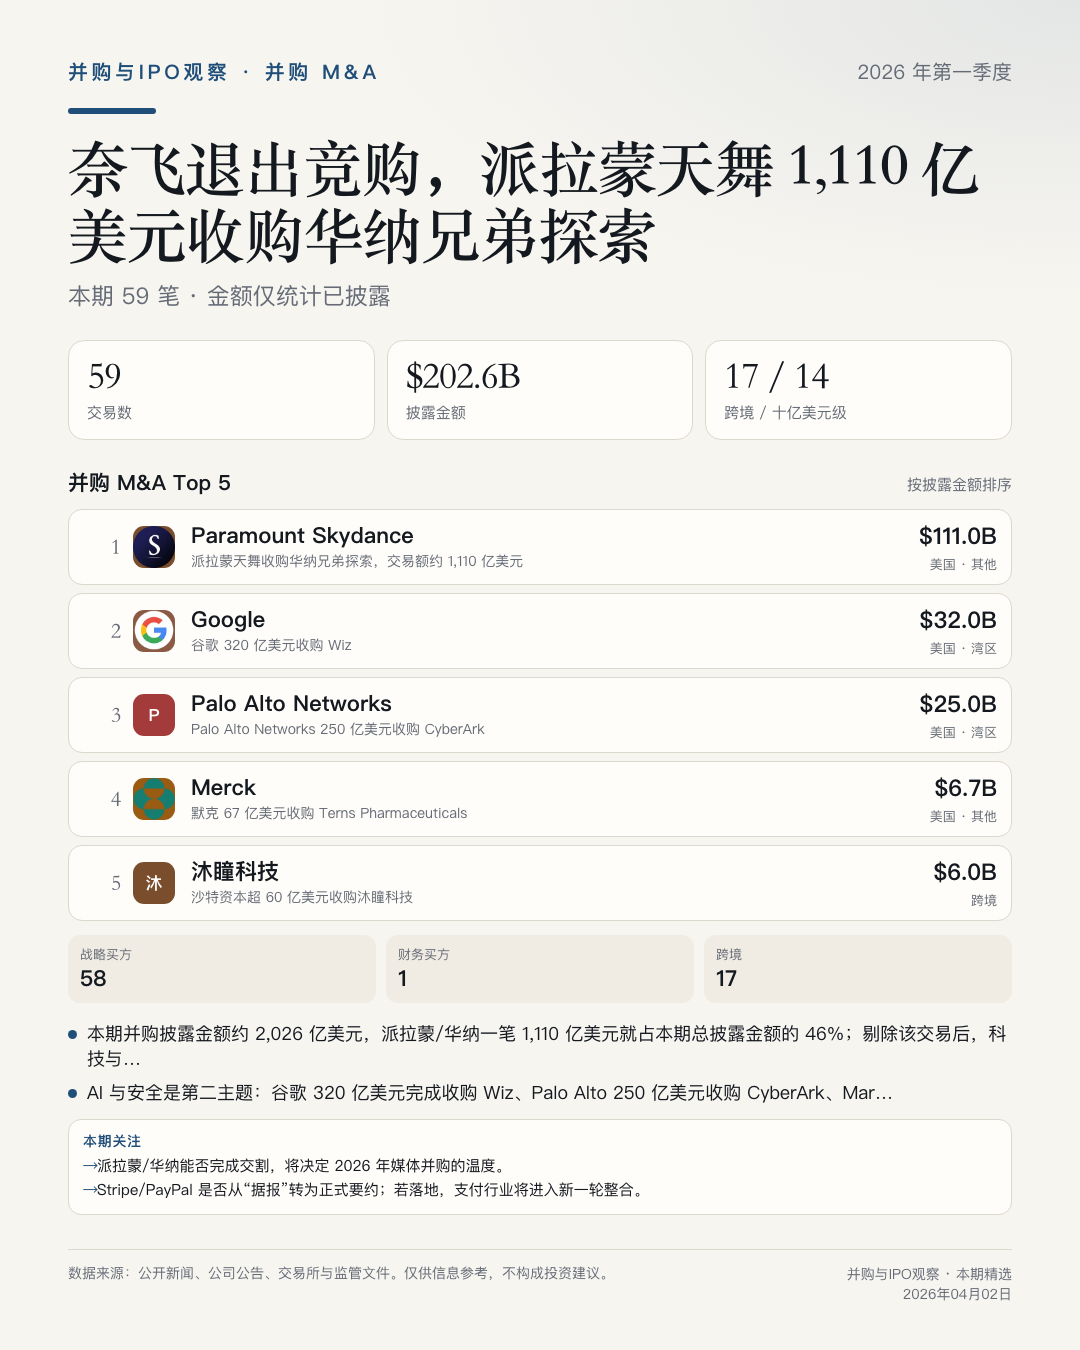 并购与IPO观察 · 并购 M&A
2026 年第一季度
奈飞退出竞购，派拉蒙天舞 1,110 亿
美元收购华纳兄弟探索
本期 59 笔 · 金额仅统计已披露
59
交易数
$202.6B
披露金额
17 / 14
跨境 / 十亿美元级
并购 M&A Top 5
按披露金额排序
1
S
Paramount Skydance
派拉蒙天舞收购华纳兄弟探索，交易额约 1,110 亿美元
$111.0B
美国 · 其他
2
G
Google
谷歌 320 亿美元收购 Wiz
$32.0B
美国 · 湾区
3
P
Palo Alto Networks
Palo Alto Networks 250 亿美元收购 CyberArk
$25.0B
美国 · 湾区
4
Merck
默克 67 亿美元收购 Terns Pharmaceuticals
$6.7B
美国 · 其他
5
沐
沐瞳科技
沙特资本超 60 亿美元收购沐瞳科技
$6.0B
跨境
战略买方
58
财务买方
1
跨境
17
本期并购披露金额约 2,026 亿美元，派拉蒙/华纳一笔 1,110 亿美元就占本期总披露金额的 46%；剔除该交易后，科
技与…
AI 与安全是第二主题：谷歌 320 亿美元完成收购 Wiz、Palo Alto 250 亿美元收购 CyberArk、Mar…
本期关注
→派拉蒙/华纳能否完成交割，将决定 2026 年媒体并购的温度。
→Stripe/PayPal 是否从“据报”转为正式要约；若落地，支付行业将进入新一轮整合。
数据来源：公开新闻、公司公告、交易所与监管文件。仅供信息参考，不构成投资建议。
并购与IPO观察 · 本期精选
2026年04月02日